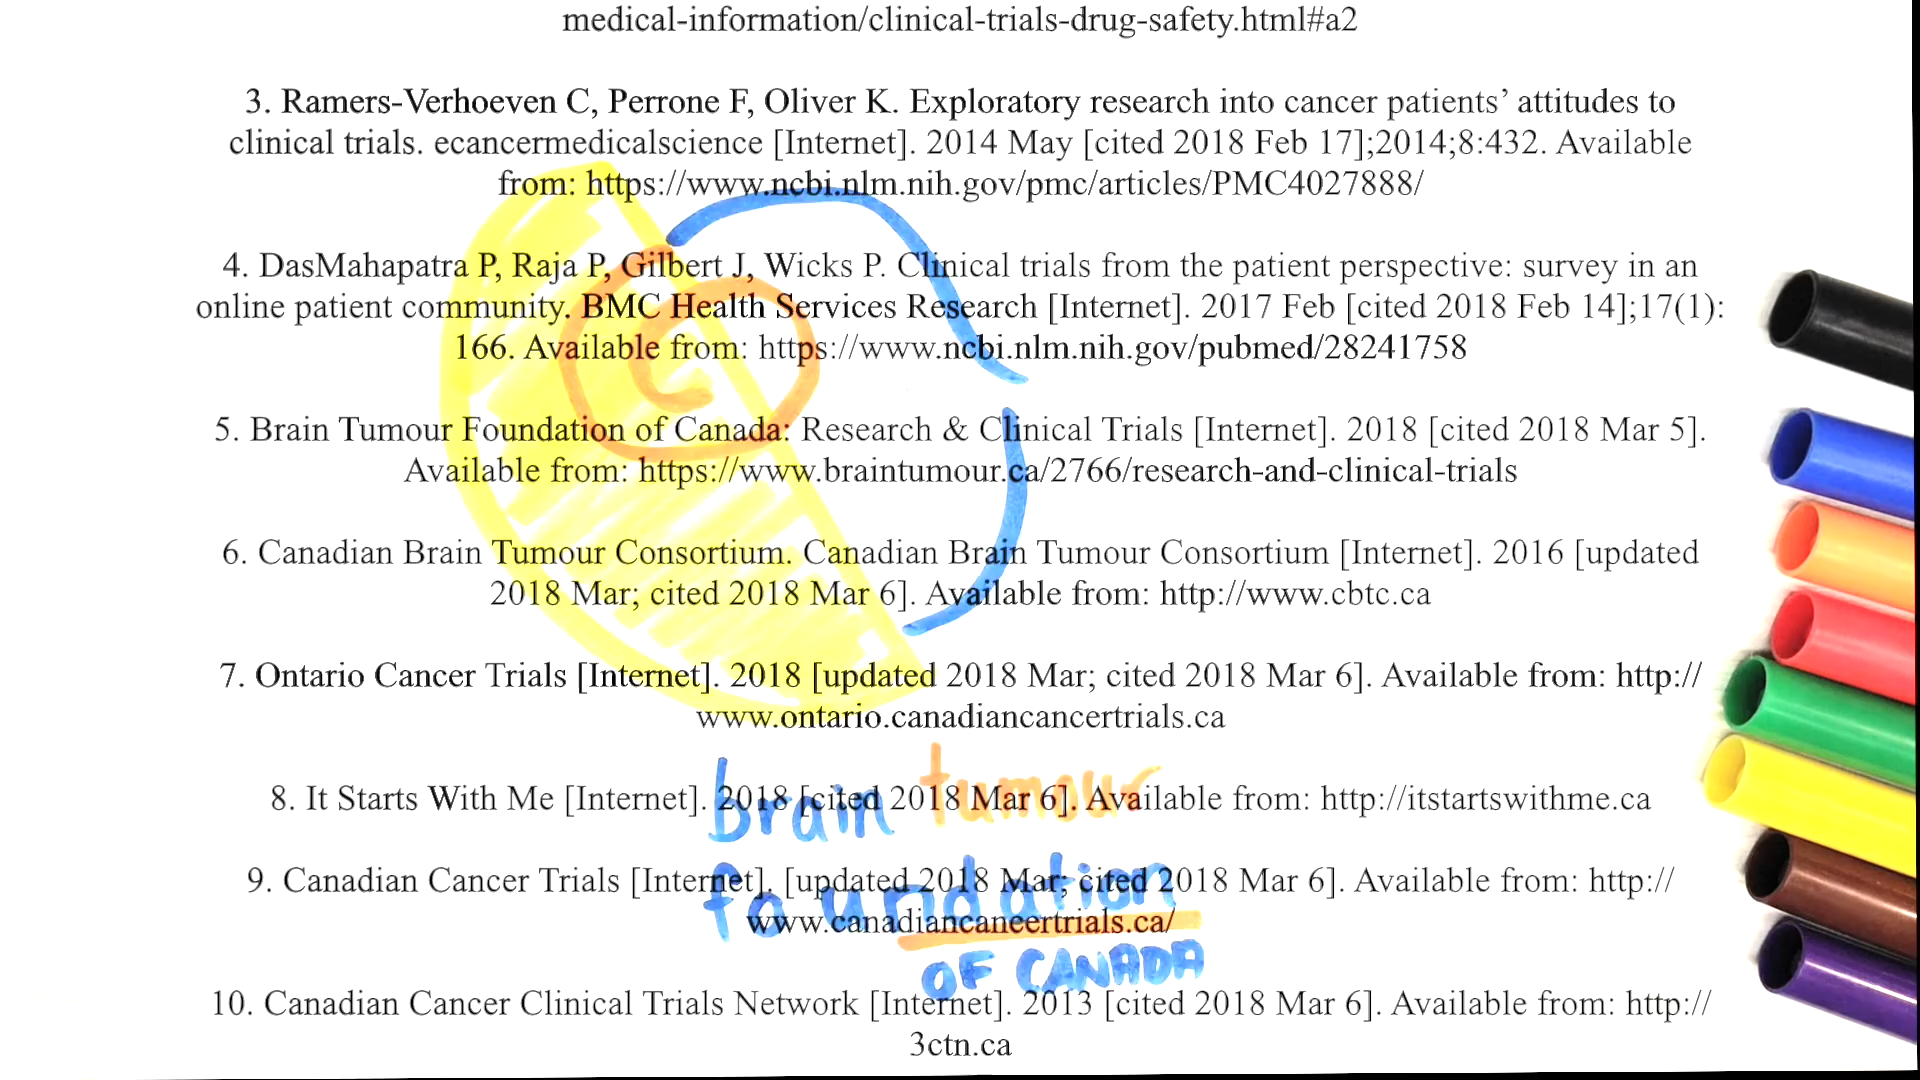 medical-information/clinical-trials-drug-safety.html#a2
3. Ramers-Verhoeven C, Perrone F, Oliver K. Exploratory research into cancer patients’ attitudes to
clinical trials. ecancermedicalscience [Internet]. 2014 May [cited 2018 Feb 17];2014;8:432. Available
from: https://www.ncbi.nlm.nih.gov/pmc/articles/PMC4027888/
4. DasMahapatra P, Raja P, Gilbert J, Wicks P. Clinical trials from the patient perspective: survey in an
online patient community. BMC Health Services Research [Internet]. 2017 Feb [cited 2018 Feb 14];17(1):
166. Available from: https://www.ncbi.nlm.nih.gov/pubmed/28241758
5. Brain Tumour Foundation of Canada: Research & Clinical Trials [Internet]. 2018 [cited 2018 Mar 5].
Available from: https://www.braintumour.ca/2766/research-and-clinical-trials
6. Canadian Brain Tumour Consortium. Canadian Brain Tumour Consortium [Internet]. 2016 [updated
2018 Mar; cited 2018 Mar 6]. Available from: http://www.cbtc.ca
7. Ontario Cancer Trials [Internet]. 2018 [updated 2018 Mar; cited 2018 Mar 6]. Available from: http://
www.ontario.canadiancancertrials.ca
8. It Starts With Me [Internet]. 2018 [cited 2018 Mar 6]. Available from: http://itstartswithme.ca
brain tumour
9. Canadian Cancer Trials [Internet]. [updated 2018 Mar; cited 2018 Mar 6]. Available from: http://
foundation
www.canadiancancertrials.ca/
OF CANADA
10. Canadian Cancer Clinical Trials Network [Internet]. 2013 [cited 2018 Mar 6]. Available from: http://
3ctn.ca